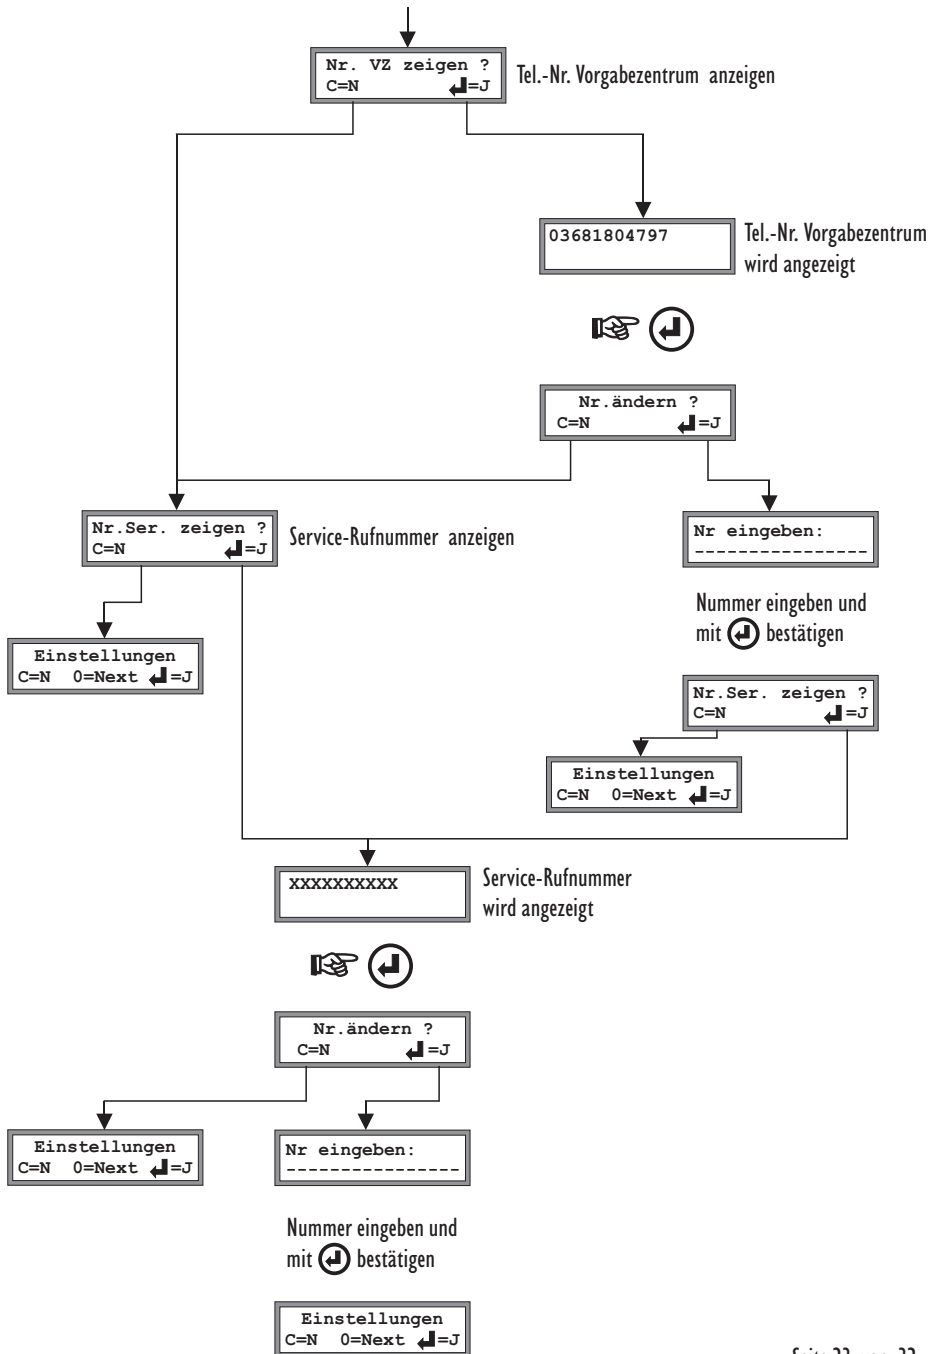 Nr. VZ zeigen ?
C=N ↵=J
Tel.-Nr. Vorgabezentrum anzeigen
03681804797
Tel.-Nr. Vorgabezentrum
wird angezeigt
Nr.ändern ?
C=N ↵=J
Nr.Ser. zeigen ?
C=N ↵=J
Service-Rufnummer anzeigen
Nr eingeben:
----------------
Nummer eingeben und
mit ↵ bestätigen
Einstellungen
C=N 0=Next ↵=J
Nr.Ser. zeigen ?
C=N ↵=J
Einstellungen
C=N 0=Next ↵=J
XXXXXXXXXX
Service-Rufnummer
wird angezeigt
Nr.ändern ?
C=N ↵=J
Einstellungen
C=N 0=Next ↵=J
Nr eingeben:
----------------
Nummer eingeben und
mit ↵ bestätigen
Einstellungen
C=N 0=Next ↵=J